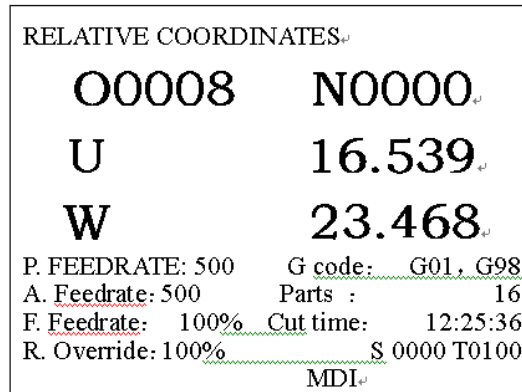 RELATIVE COORDINATES
O0008 N0000
U 16.539
W 23.468
P. FEEDRATE: 500 G code： G01，G98
A. Feedrate：500 Parts ： 16
F. Feedrate： 100% Cut time： 12:25:36
R. Override：100% S 0000 T0100
MDI